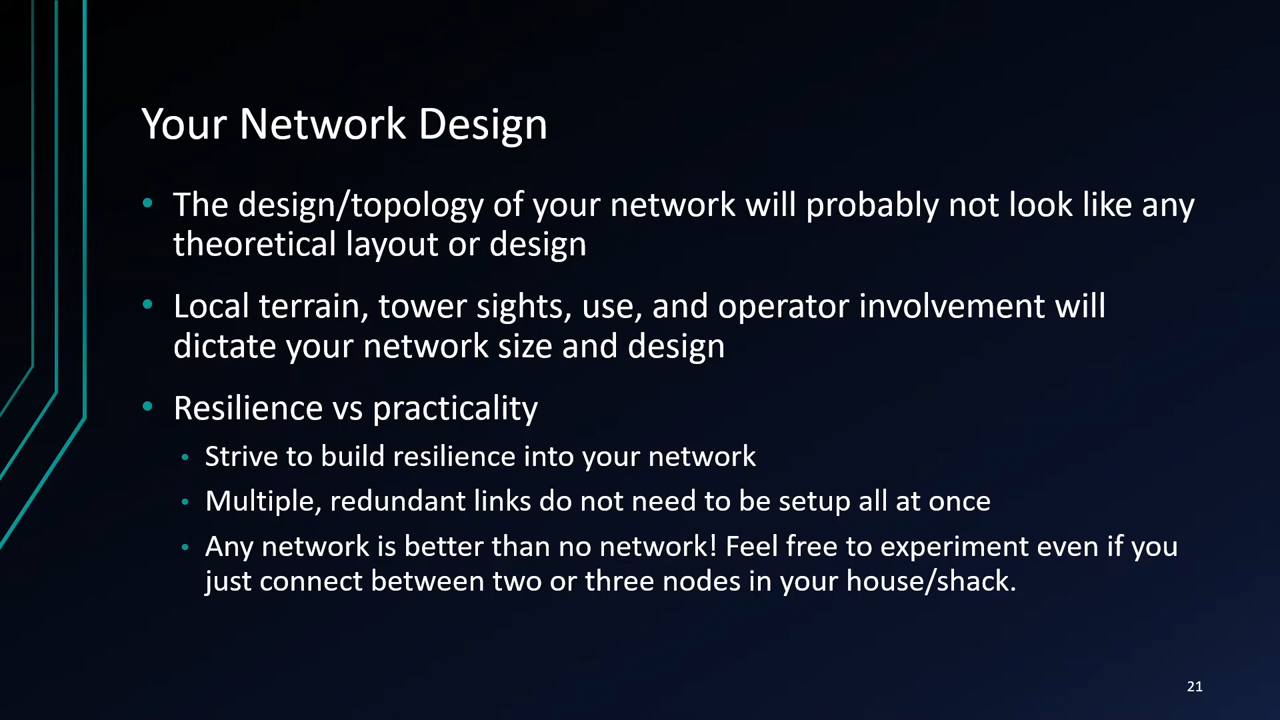 Your Network Design
• The design/topology of your network will probably not look like any
theoretical layout or design
• Local terrain, tower sights, use, and operator involvement will
dictate your network size and design
• Resilience vs practicality
• Strive to build resilience into your network
• Multiple, redundant links do not need to be setup all at once
• Any network is better than no network! Feel free to experiment even if you
just connect between two or three nodes in your house/shack.
21